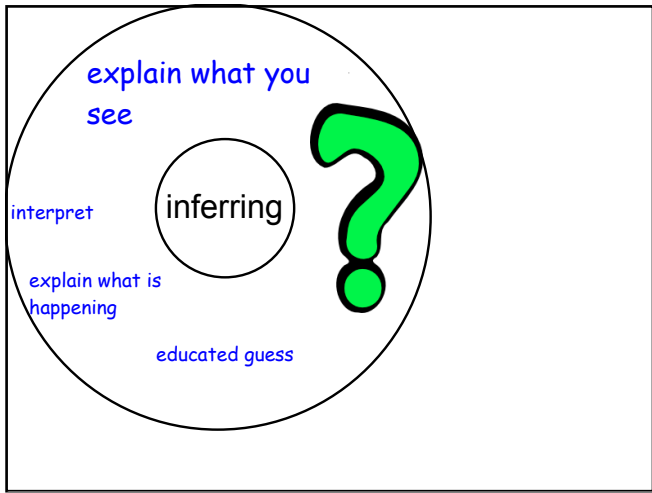 explain what you
see
inferring
interpret
explain what is
happening
educated guess
?